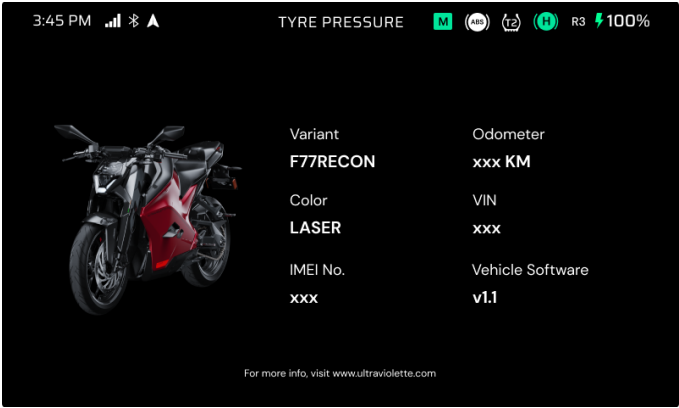 3:45 PM TYRE PRESSURE M ABS T2 H R3 100%
Variant Odometer
F77RECON xxx KM
Color VIN
LASER xxx
IMEI No. Vehicle Software
xxx v1.1
For more info, visit www.ultraviolette.com